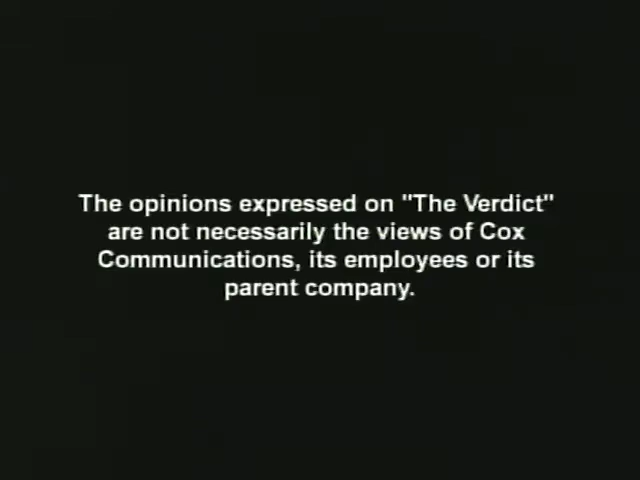 The opinions expressed on "The Verdict"
are not necessarily the views of Cox
Communications, its employees or its
parent company.